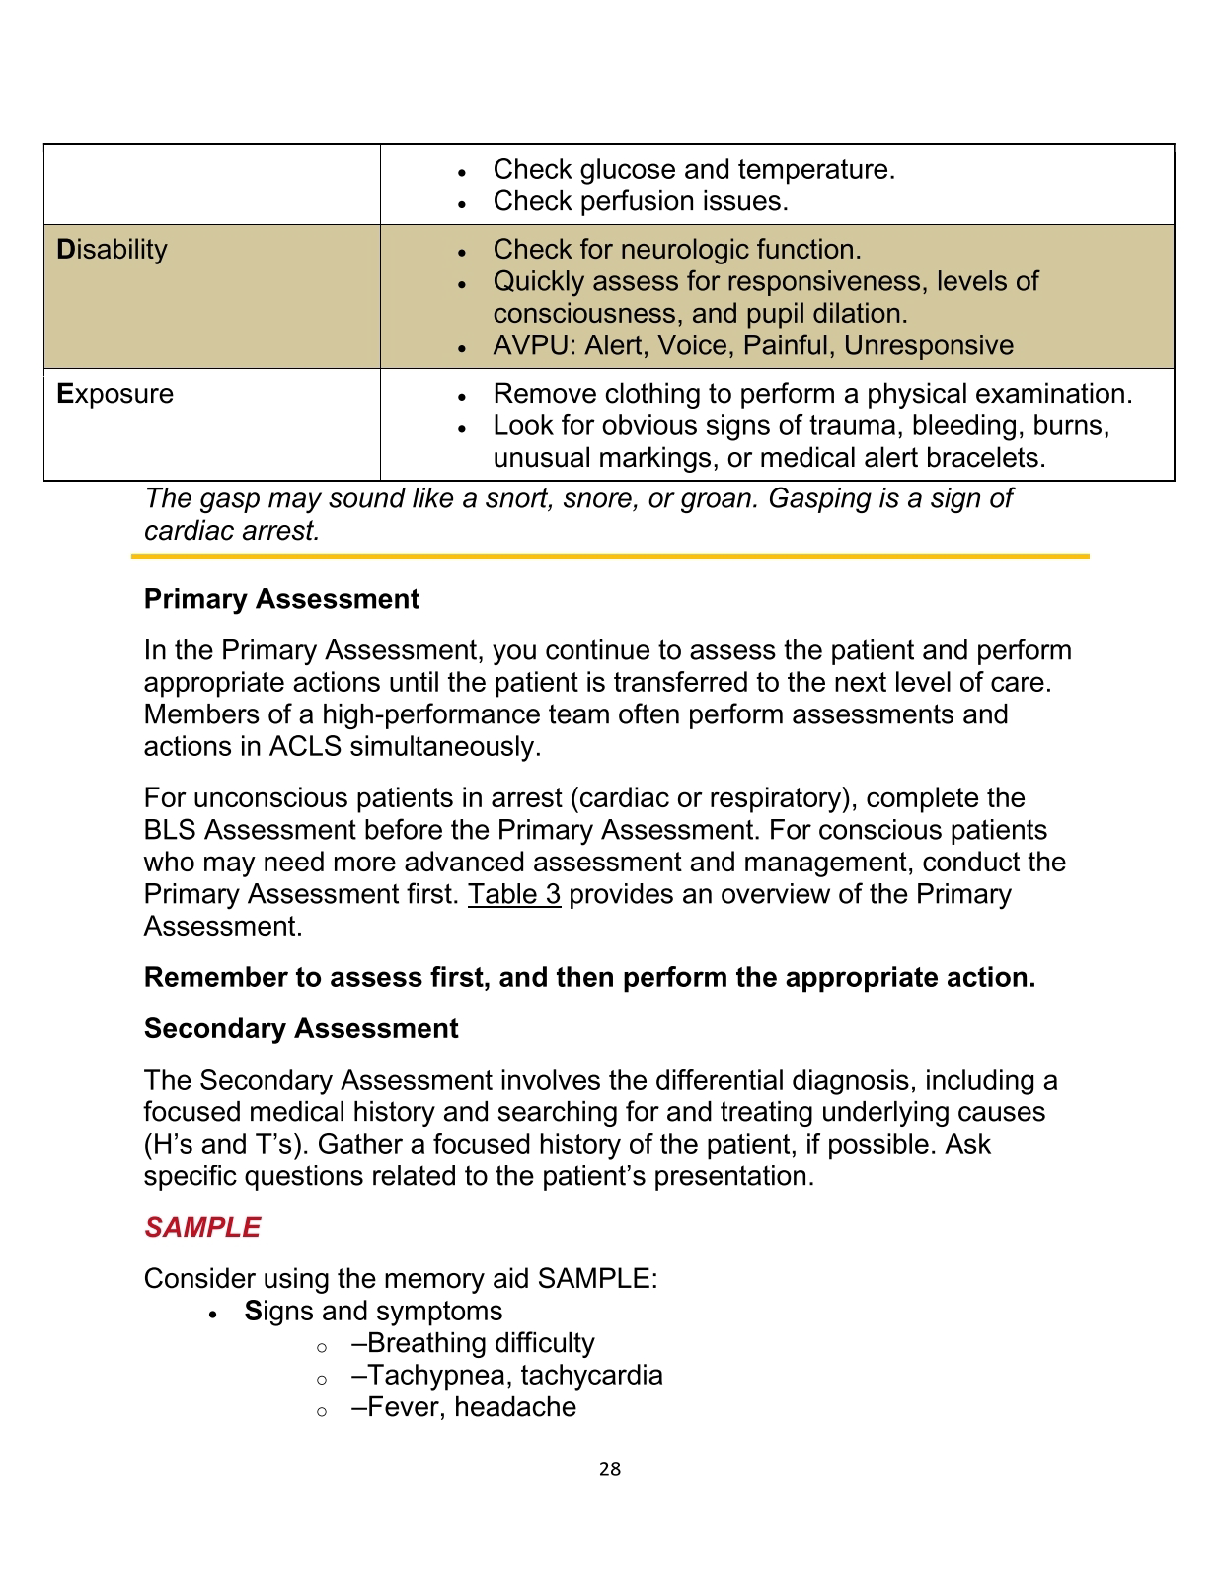 • Check glucose and temperature.
• Check perfusion issues.
Disability
• Check for neurologic function.
• Quickly assess for responsiveness, levels of
consciousness, and pupil dilation.
• AVPU: Alert, Voice, Painful, Unresponsive
Exposure
• Remove clothing to perform a physical examination.
• Look for obvious signs of trauma, bleeding, burns,
unusual markings, or medical alert bracelets.
The gasp may sound like a snort, snore, or groan. Gasping is a sign of
cardiac arrest.
Primary Assessment
In the Primary Assessment, you continue to assess the patient and perform
appropriate actions until the patient is transferred to the next level of care.
Members of a high-performance team often perform assessments and
actions in ACLS simultaneously.
For unconscious patients in arrest (cardiac or respiratory), complete the
BLS Assessment before the Primary Assessment. For conscious patients
who may need more advanced assessment and management, conduct the
Primary Assessment first. Table 3 provides an overview of the Primary
Assessment.
Remember to assess first, and then perform the appropriate action.
Secondary Assessment
The Secondary Assessment involves the differential diagnosis, including a
focused medical history and searching for and treating underlying causes
(H’s and T’s). Gather a focused history of the patient, if possible. Ask
specific questions related to the patient’s presentation.
SAMPLE
Consider using the memory aid SAMPLE:
• Signs and symptoms
○ –Breathing difficulty
○ –Tachypnea, tachycardia
○ –Fever, headache
28